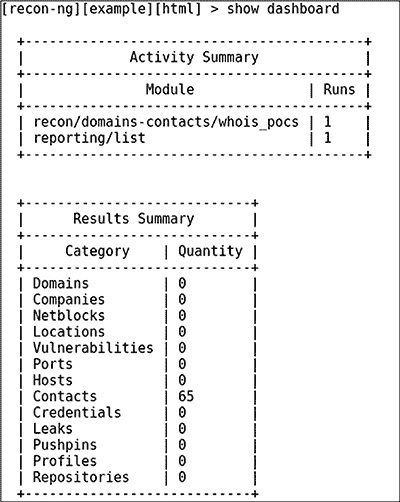 [recon-ng][example][html] > show dashboard
+------------------------------------------+
|             Activity Summary             |
+------------------------------------------+
|               Module              | Runs |
+------------------------------------------+
| recon/domains-contacts/whois_pocs | 1    |
| reporting/list                    | 1    |
+------------------------------------------+
+----------------------------+
|      Results Summary       |
+----------------------------+
|     Category    | Quantity |
+----------------------------+
| Domains         | 0        |
| Companies       | 0        |
| Netblocks       | 0        |
| Locations       | 0        |
| Vulnerabilities | 0        |
| Ports           | 0        |
| Hosts           | 0        |
| Contacts        | 65       |
| Credentials     | 0        |
| Leaks           | 0        |
| Pushpins        | 0        |
| Profiles        | 0        |
| Repositories    | 0        |
+----------------------------+